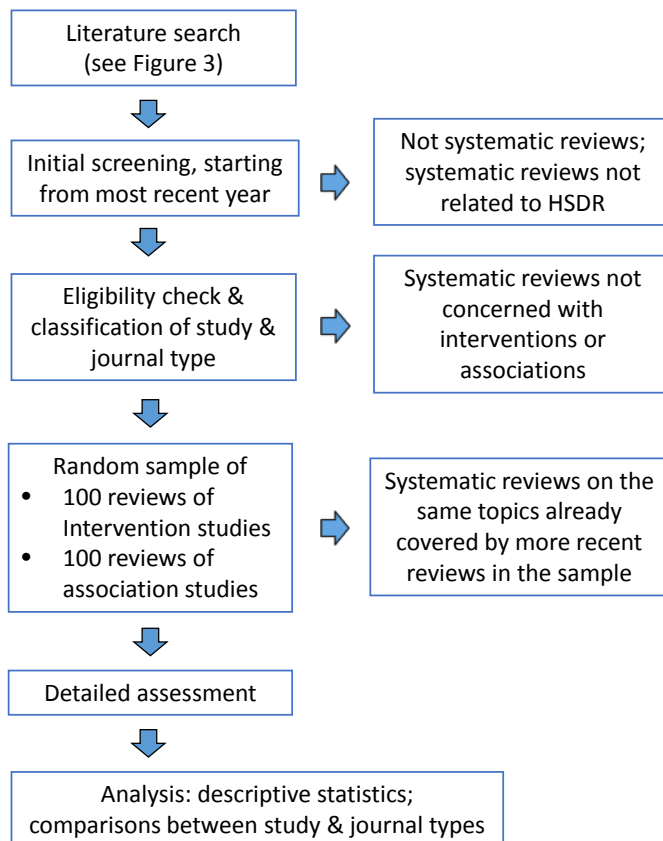 Literature search
(see Figure 3)
Initial screening, starting
from most recent year
Not systematic reviews;
systematic reviews not
related to HSDR
Eligibility check &
classification of study &
journal type
Systematic reviews not
concerned with
interventions or
associations
Random sample of
• 100 reviews of
Intervention studies
• 100 reviews of
association studies
Systematic reviews on the
same topics already
covered by more recent
reviews in the sample
Detailed assessment
Analysis: descriptive statistics;
comparisons between study & journal types